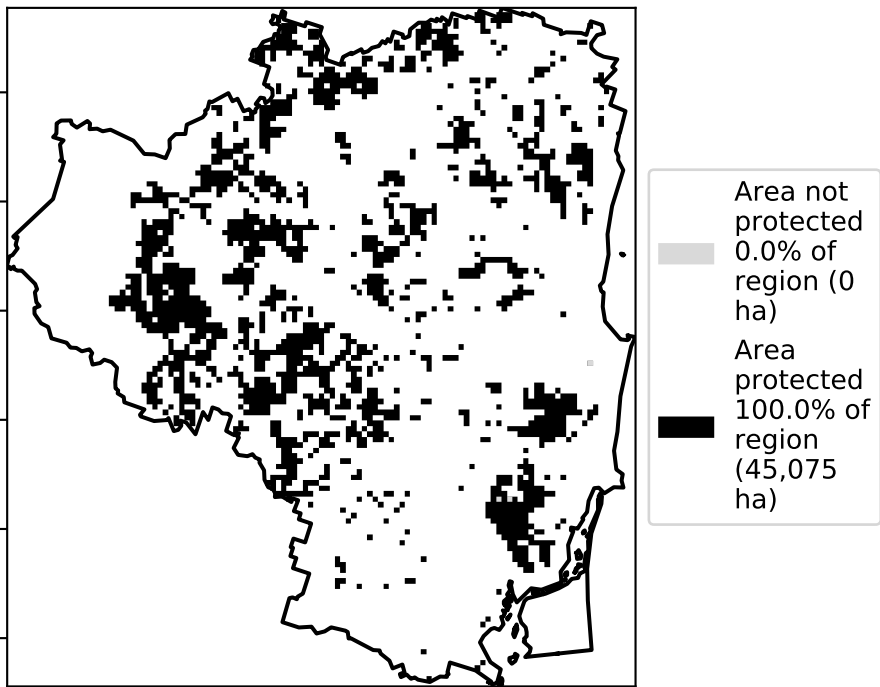 Area not
protected
0.0% of
region (0
ha)
Area
protected
100.0% of
region
(45,075
ha)